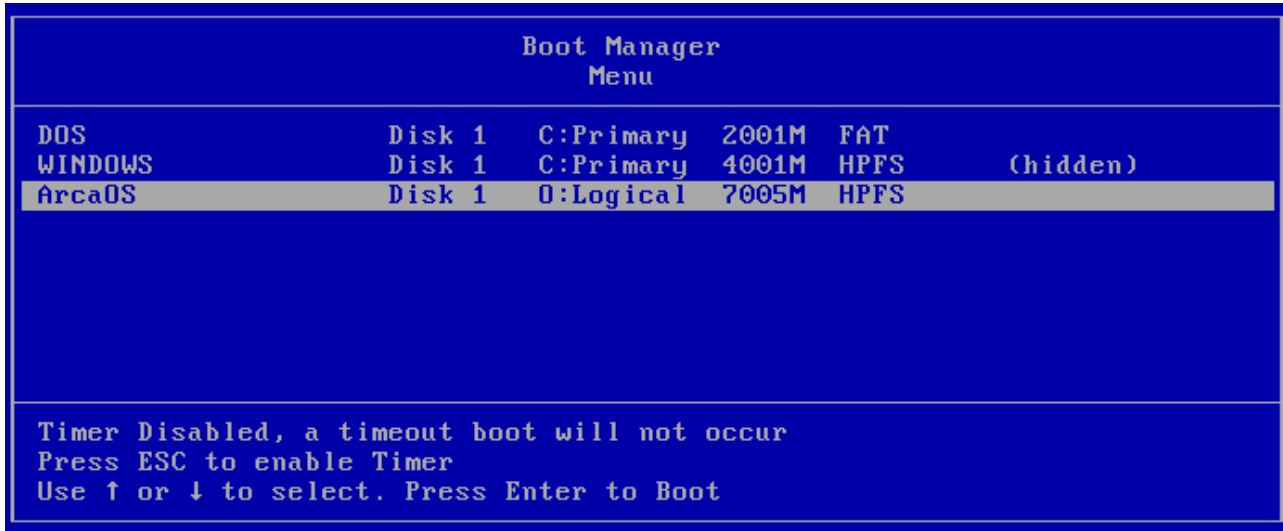 Boot Manager
Menu
DOS Disk 1 C:Primary 2001M FAT
WINDOWS Disk 1 C:Primary 4001M HPFS (hidden)
ArcaOS Disk 1 O:Logical 7005M HPFS
Timer Disabled, a timeout boot will not occur
Press ESC to enable Timer
Use ↑ or ↓ to select. Press Enter to Boot